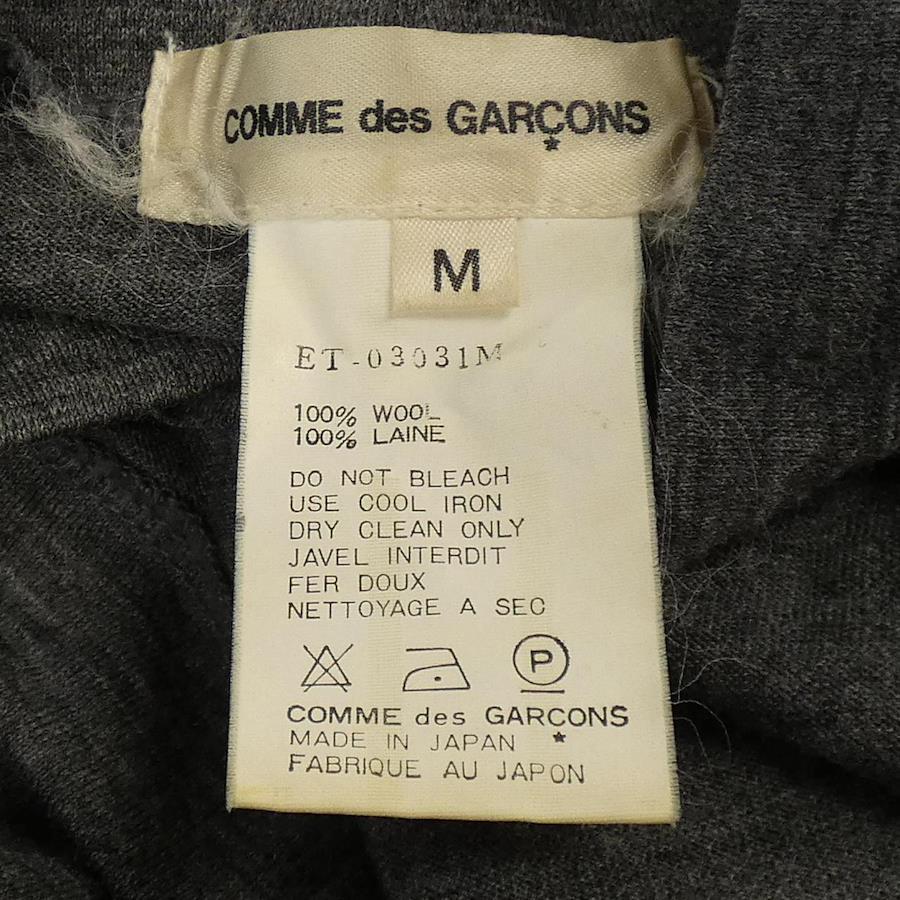 COMME des GARÇONS
M
ET-03031M
100% WOOL
100% LAINE
DO NOT BLEACH
USE COOL IRON
DRY CLEAN ONLY
JAVEL INTERDIT
FER DOUX
NETTOYAGE A SEC
P
COMME des GARÇONS
MADE IN JAPAN
FABRIQUE AU JAPON